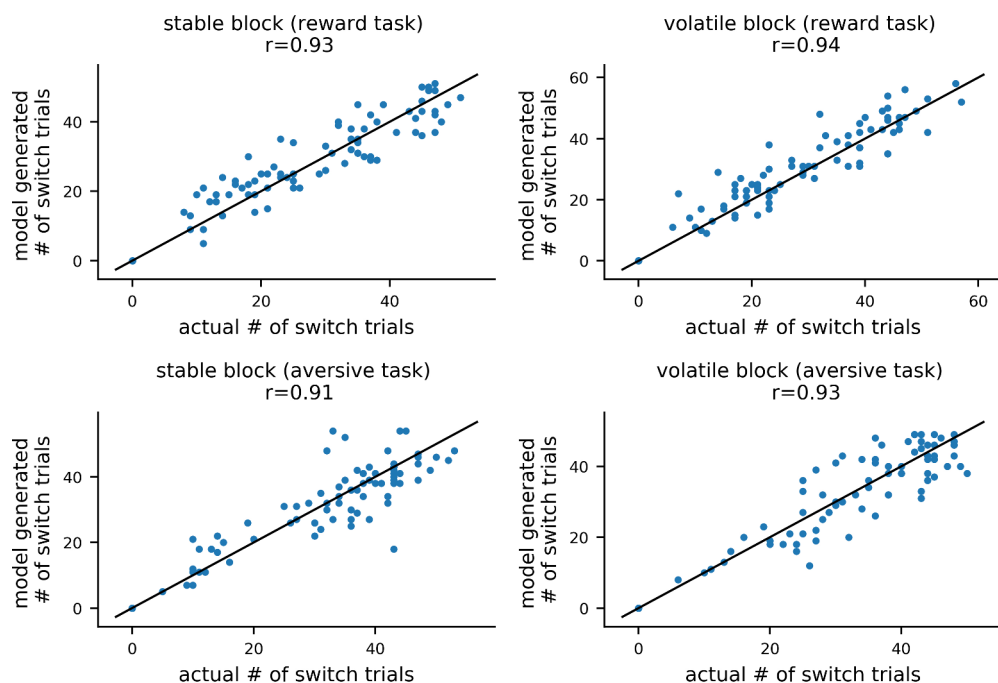 stable block (reward task)
r=0.93
model generated
# of switch trials
40
20
0
0
20
40
actual # of switch trials
volatile block (reward task)
r=0.94
model generated
# of switch trials
60
40
20
0
0
20
40
60
actual # of switch trials
stable block (aversive task)
r=0.91
model generated
# of switch trials
40
20
0
0
20
40
actual # of switch trials
volatile block (aversive task)
r=0.93
model generated
# of switch trials
40
20
0
0
20
40
actual # of switch trials